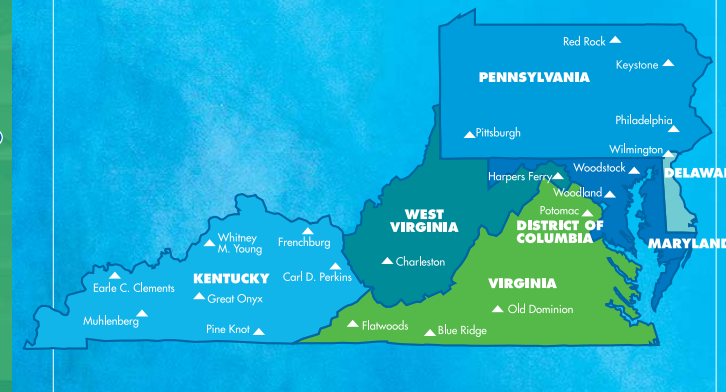 Red Rock
Keystone
PENNSYLVANIA
Philadelphia
Pittsburgh
Wilmington
Woodstock
DELAWA
Harpers Ferry
Woodland
Potomac
WEST
VIRGINIA
DISTRICT OF
COLUMBIA
MARYLAND
Whitney
M. Young
Frenchburg
Charleston
KENTUCKY
Carl D. Perkins
Earle C. Clements
VIRGINIA
Great Onyx
Old Dominion
Muhlenberg
Pine Knot
Flatwoods
Blue Ridge